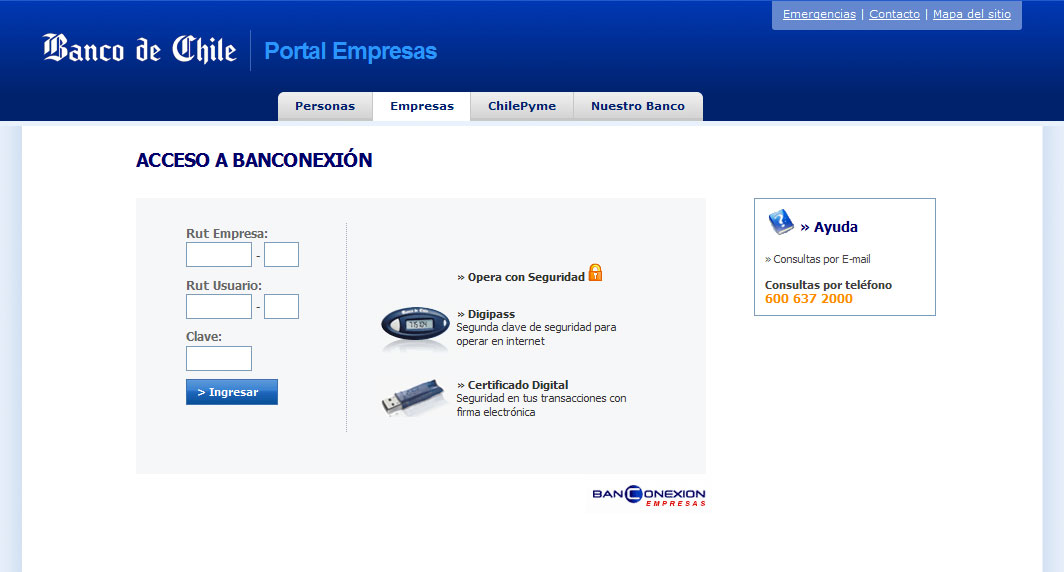 Emergencias | Contacto | Mapa del sitio
Banco de Chile
Portal Empresas
Personas
Empresas
ChilePyme
Nuestro Banco
ACCESO A BANCONEXIÓN
Rut Empresa:
-
Rut Usuario:
-
Clave:
> Ingresar
» Opera con Seguridad
» Digipass
Segunda clave de seguridad para
operar en internet
» Certificado Digital
Seguridad en tus transacciones con
firma electrónica
BANCONEXION
EMPRESAS
» Ayuda
» Consultas por E-mail
Consultas por teléfono
600 637 2000